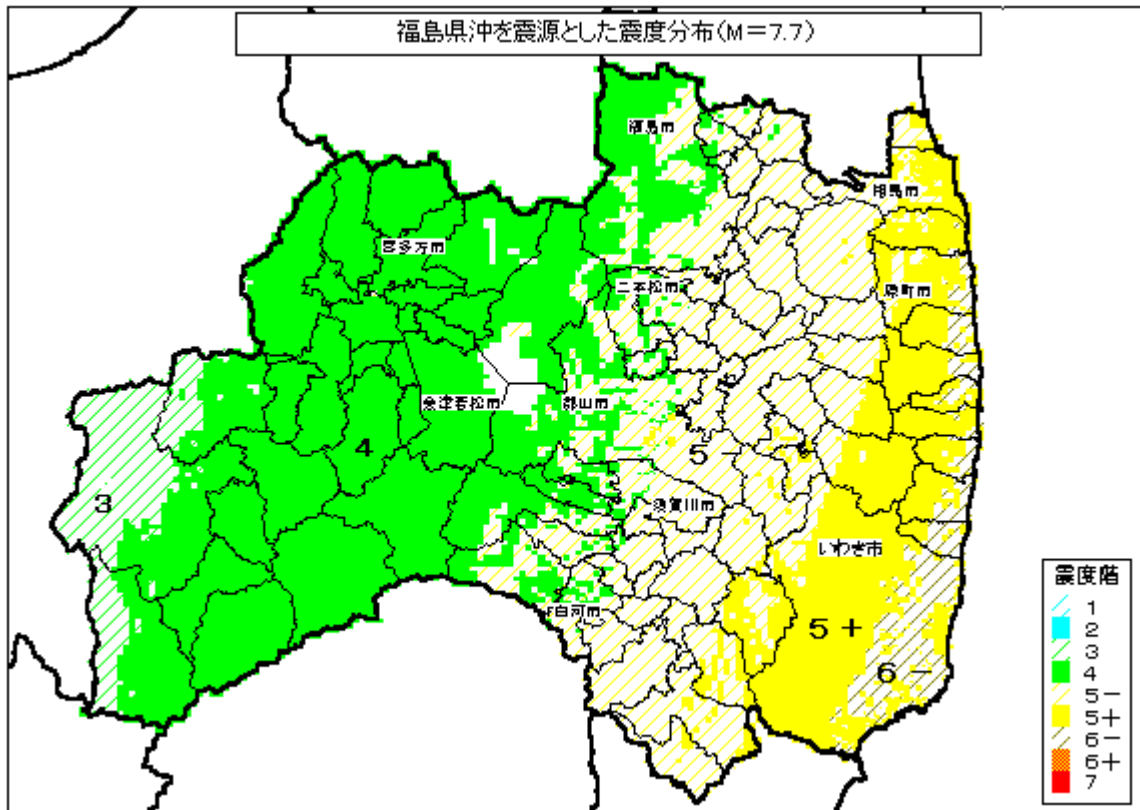 福島県沖を震源とした震度分布(M=7.7)
福島市
相馬市
喜多方市
二本松市
原町市
会津若松市
郡山市
4
5-
3
須賀川市
いわき市
白河市
5+
6-
震度階
1
2
3
4
5-
5+
6-
6+
7